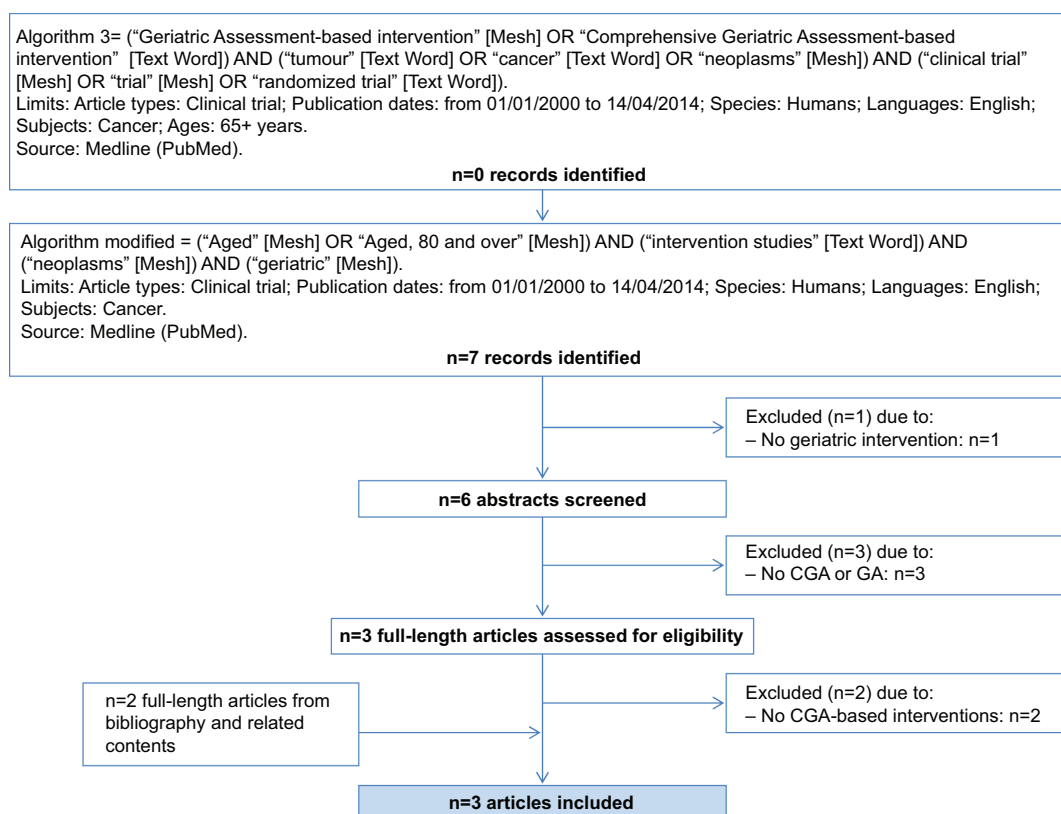 Algorithm 3= (“Geriatric Assessment-based intervention” [Mesh] OR “Comprehensive Geriatric Assessment-based
intervention” [Text Word]) AND (“tumour” [Text Word] OR “cancer” [Text Word] OR “neoplasms” [Mesh]) AND (“clinical trial”
[Mesh] OR “trial” [Mesh] OR “randomized trial” [Text Word]).
Limits: Article types: Clinical trial; Publication dates: from 01/01/2000 to 14/04/2014; Species: Humans; Languages: English;
Subjects: Cancer; Ages: 65+ years.
Source: Medline (PubMed).
n=0 records identified
Algorithm modified = (“Aged” [Mesh] OR “Aged, 80 and over” [Mesh]) AND (“intervention studies” [Text Word]) AND
(“neoplasms” [Mesh]) AND (“geriatric” [Mesh]).
Limits: Article types: Clinical trial; Publication dates: from 01/01/2000 to 14/04/2014; Species: Humans; Languages: English;
Subjects: Cancer.
Source: Medline (PubMed).
n=7 records identified
Excluded (n=1) due to:
– No geriatric intervention: n=1
n=6 abstracts screened
Excluded (n=3) due to:
– No CGA or GA: n=3
n=3 full-length articles assessed for eligibility
n=2 full-length articles from
bibliography and related
contents
Excluded (n=2) due to:
– No CGA-based interventions: n=2
n=3 articles included